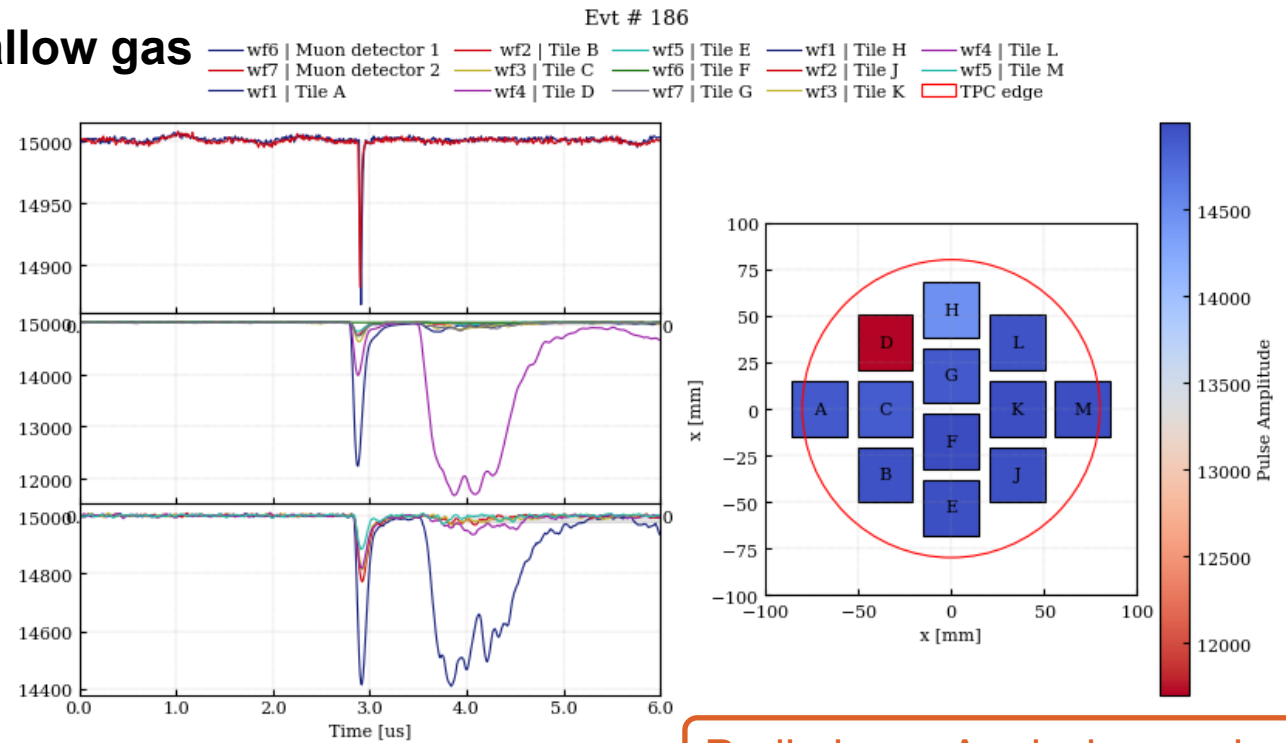 Evt # 186
allow gas
wf6 | Muon detector 1
wf7 | Muon detector 2
wf1 | Tile A
wf2 | Tile B
wf3 | Tile C
wf4 | Tile D
wf5 | Tile E
wf6 | Tile F
wf7 | Tile G
wf1 | Tile H
wf2 | Tile J
wf3 | Tile K
wf4 | Tile L
wf5 | Tile M
TPC edge
15000
14950
14900
15000
0.
0
14000
13000
12000
15000
0.
0
14800
14600
14400
0.0 1.0 2.0 3.0 4.0 5.0 6.0
Time [us]
100
75
50
25
0
−25
−50
−75
−100
x [mm]
H
D
L
G
A
C
K
M
F
B
J
E
−100 −50 0 50 100
x [mm]
14500
14000
13500
13000
12500
12000
Pulse Amplitude